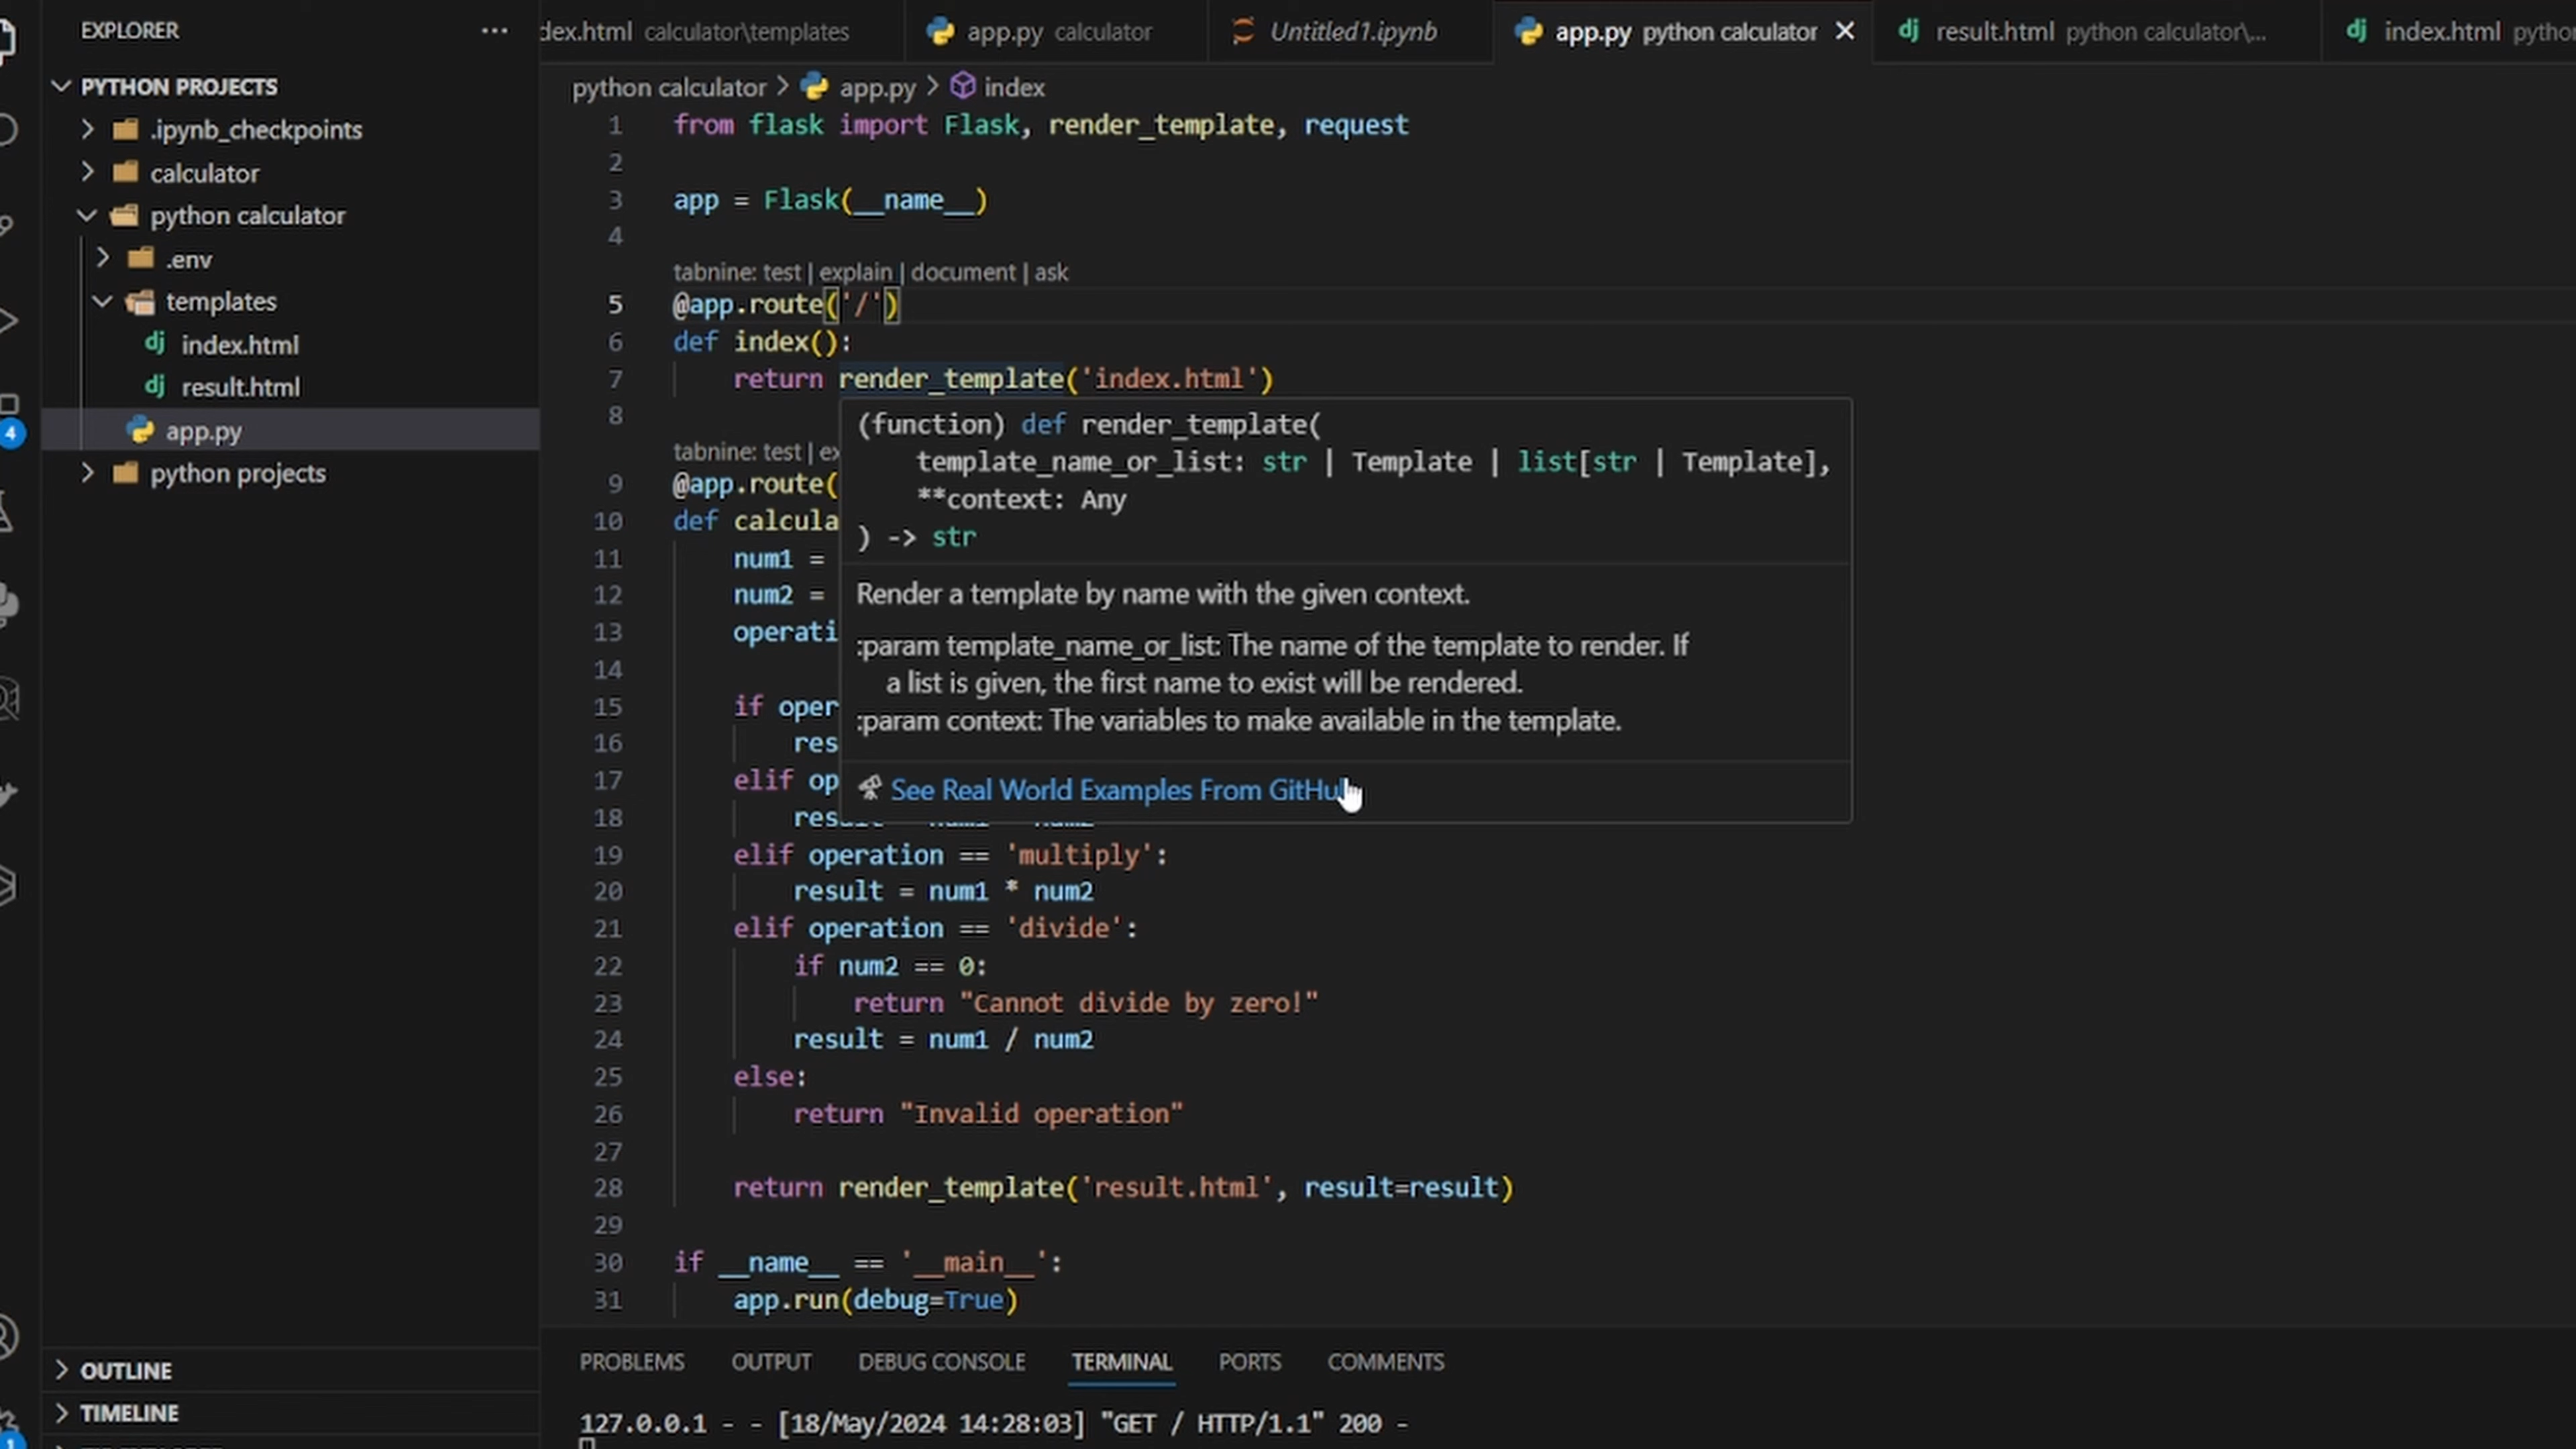 EXPLORER
PYTHON PROJECTS
.ipynb_checkpoints
calculator
python calculator
.env
templates
index.html
result.html
app.py
python projects
OUTLINE
TIMELINE
4
1
dex.html calculator\templates
app.py calculator
Untitled1.ipynb
app.py python calculator
result.html python calculator\...
index.html
python calculator > app.py > index
1 from flask import Flask, render_template, request
2
3 app = Flask(__name__)
4
tabnine: test | explain | document | ask
5 @app.route('/')
6 def index():
7 return render_template('index.html')
8
(function) def render_template(
template_name_or_list: str | Template | list[str | Template],
**context: Any
) -> str
Render a template by name with the given context.
:param template_name_or_list: The name of the template to render. If
a list is given, the first name to exist will be rendered.
:param context: The variables to make available in the template.
See Real World Examples From GitHu
tabnine: test | ex
9 @app.route(
10 def calcula
11 num1 =
12 num2 =
13 operati
14
15 if oper
16 res
17 elif op
18
19 elif operation == 'multiply':
20 result = num1 * num2
21 elif operation == 'divide':
22 if num2 == 0:
23 return "Cannot divide by zero!"
24 result = num1 / num2
25 else:
26 return "Invalid operation"
27
28 return render_template('result.html', result=result)
29
30 if __name__ == '__main__':
31 app.run(debug=True)
PROBLEMS OUTPUT DEBUG CONSOLE TERMINAL PORTS COMMENTS
127.0.0.1 - - [18/May/2024 14:28:03] "GET / HTTP/1.1" 200 -